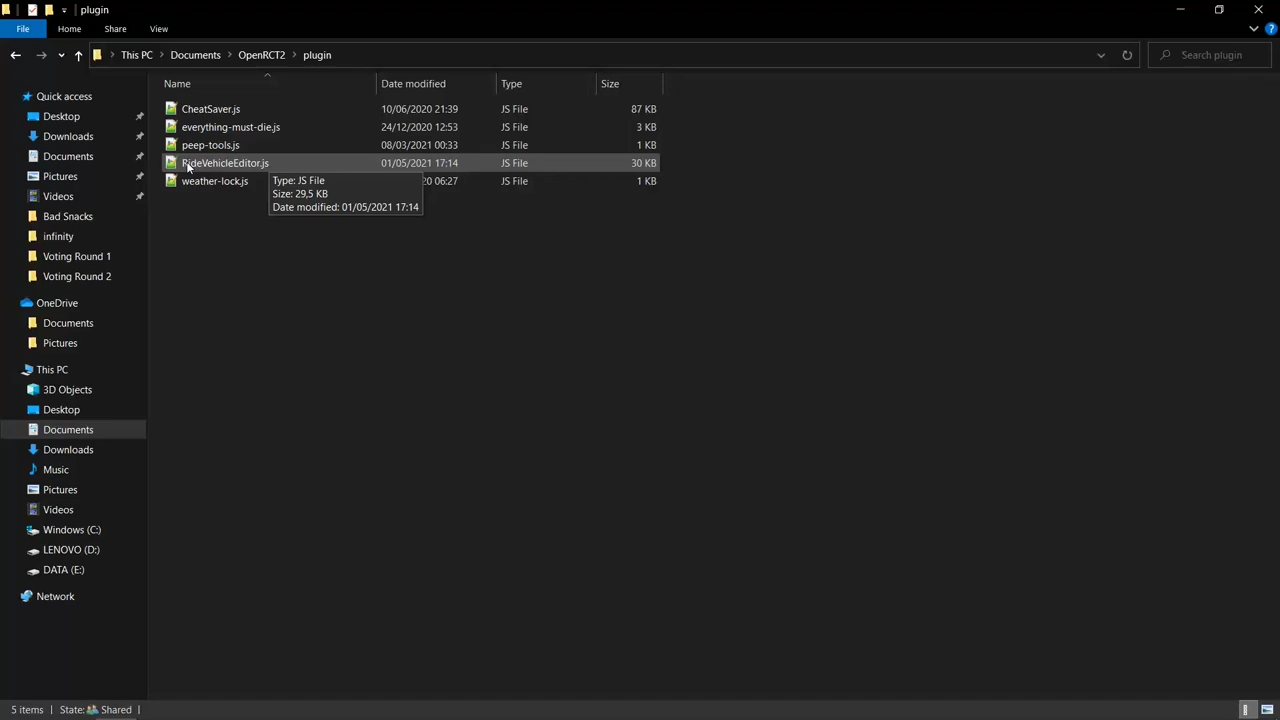 plugin
File Home Share View
This PC Documents OpenRCT2 plugin Search plugin
Name Date modified Type Size
CheatSaver.js 10/06/2020 21:39 JS File 87 KB
everything-must-die.js 24/12/2020 12:53 JS File 3 KB
peep-tools.js 08/03/2021 00:33 JS File 1 KB
RideVehicleEditor.js 01/05/2021 17:14 JS File 30 KB
weather-lock.js 20 06:27 JS File 1 KB
Type: JS File
Size: 29,5 KB
Date modified: 01/05/2021 17:14
Quick access
Desktop
Downloads
Documents
Pictures
Videos
Bad Snacks
infinity
Voting Round 1
Voting Round 2
OneDrive
Documents
Pictures
This PC
3D Objects
Desktop
Documents
Downloads
Music
Pictures
Videos
Windows (C:)
LENOVO (D:)
DATA (E:)
Network
5 items State: Shared